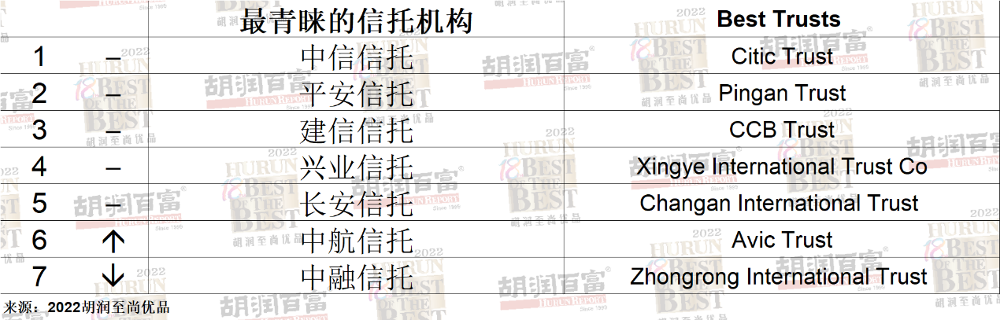 最青睐的信托机构 Best Trusts
1 – 中信信托 Citic Trust
2 – 平安信托 Pingan Trust
3 – 建信信托 CCB Trust
4 – 兴业信托 Xingye International Trust Co
5 – 长安信托 Changan International Trust
6 ↑ 中航信托 Avic Trust
7 ↓ 中融信托 Zhongrong International Trust
来源：2022胡润至尚优品